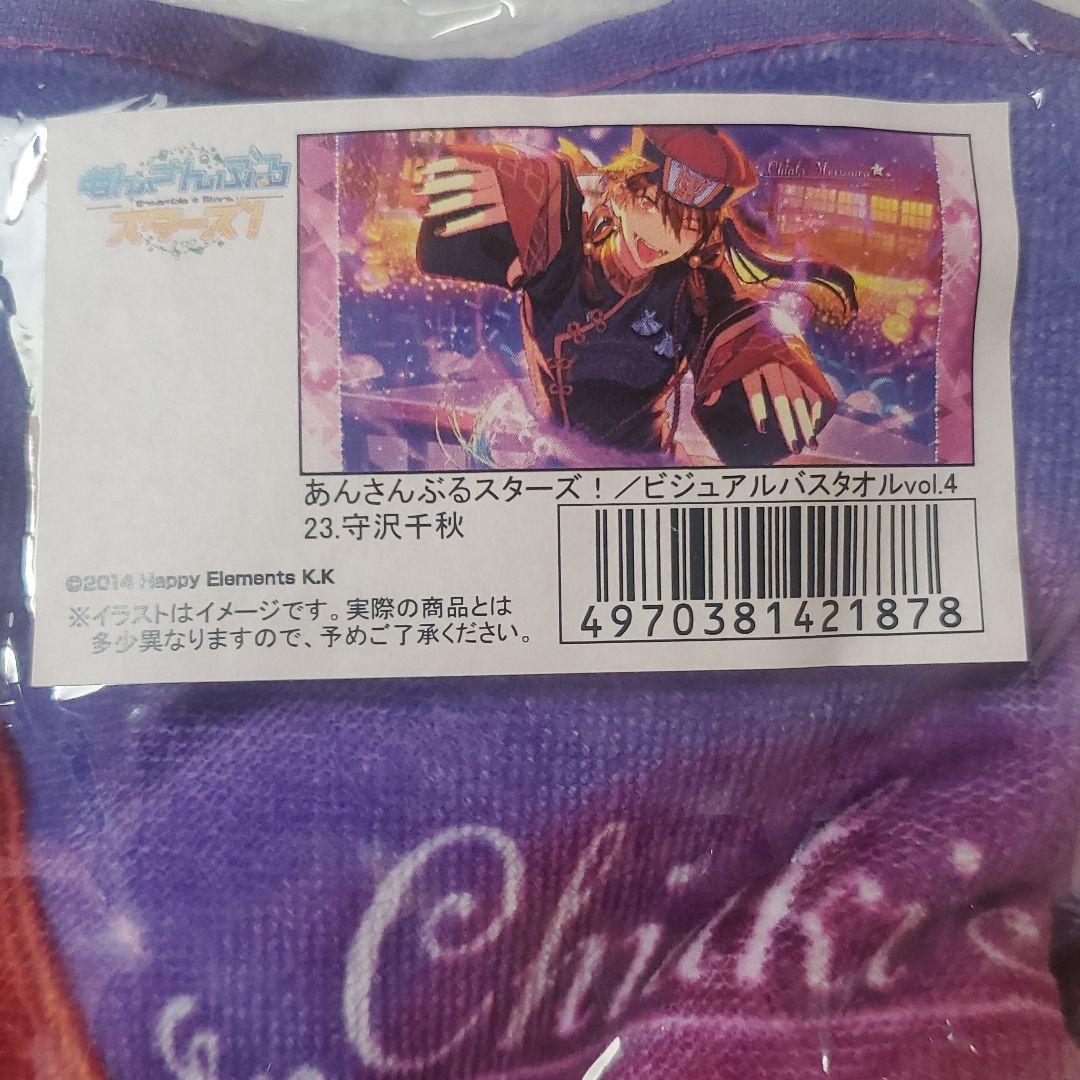 あんさんぶる
Ensemble Stars
スターズ！
Chiaki Morisawa
あんさんぶるスターズ！／ビジュアルバスタオルvol.4
23.守沢千秋
©2014 Happy Elements K.K
※イラストはイメージです。実際の商品とは
多少異なりますので、予めご了承ください。
4970381421878
Chiaki